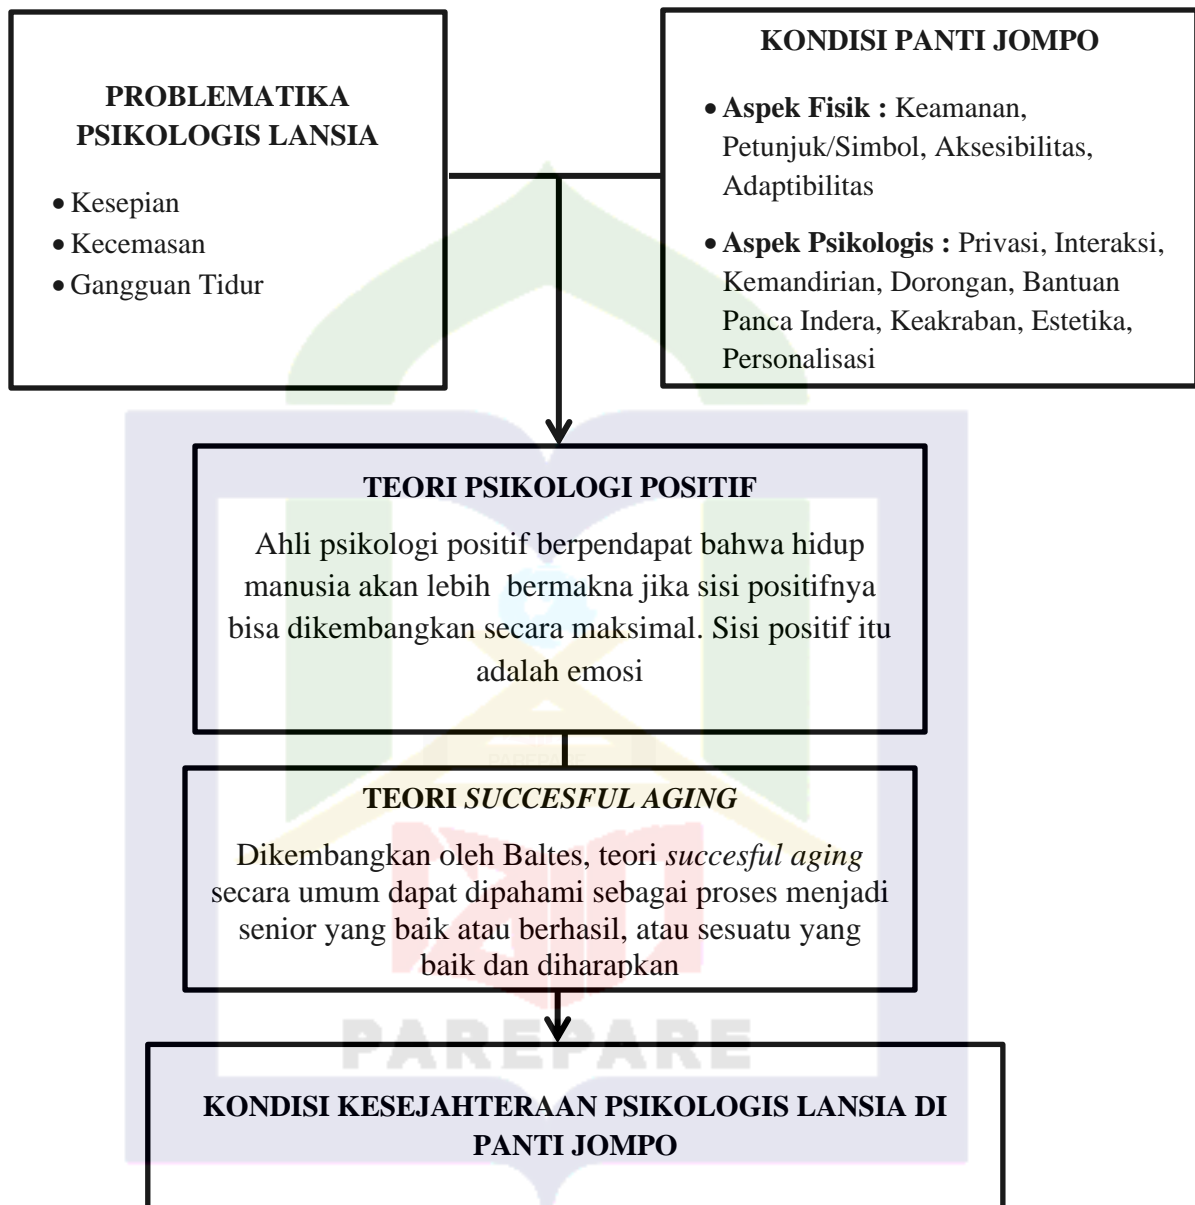 PROBLEMATIKA
PSIKOLOGIS LANSIA
• Kesepian
• Kecemasan
• Gangguan Tidur
KONDISI PANTI JOMPO
• Aspek Fisik : Keamanan,
Petunjuk/Simbol, Aksesibilitas,
Adaptibilitas
• Aspek Psikologis : Privasi, Interaksi,
Kemandirian, Dorongan, Bantuan
Panca Indera, Keakraban, Estetika,
Personalisasi
TEORI PSIKOLOGI POSITIF
Ahli psikologi positif berpendapat bahwa hidup
manusia akan lebih bermakna jika sisi positifnya
bisa dikembangkan secara maksimal. Sisi positif itu
adalah emosi
PAREPARE
TEORI SUCCESFUL AGING
Dikembangkan oleh Baltes, teori succesful aging
secara umum dapat dipahami sebagai proses menjadi
senior yang baik atau berhasil, atau sesuatu yang
baik dan diharapkan
PAREPARE
KONDISI KESEJAHTERAAN PSIKOLOGIS LANSIA DI
PANTI JOMPO